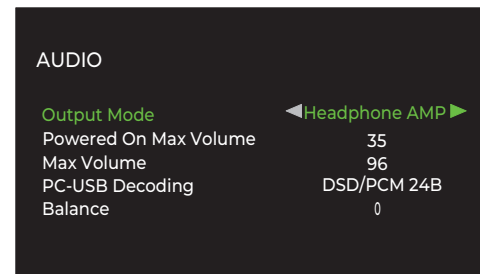 AUDIO
Output Mode Headphone AMP
Powered On Max Volume 35
Max Volume 96
PC-USB Decoding DSD/PCM 24B
Balance 0